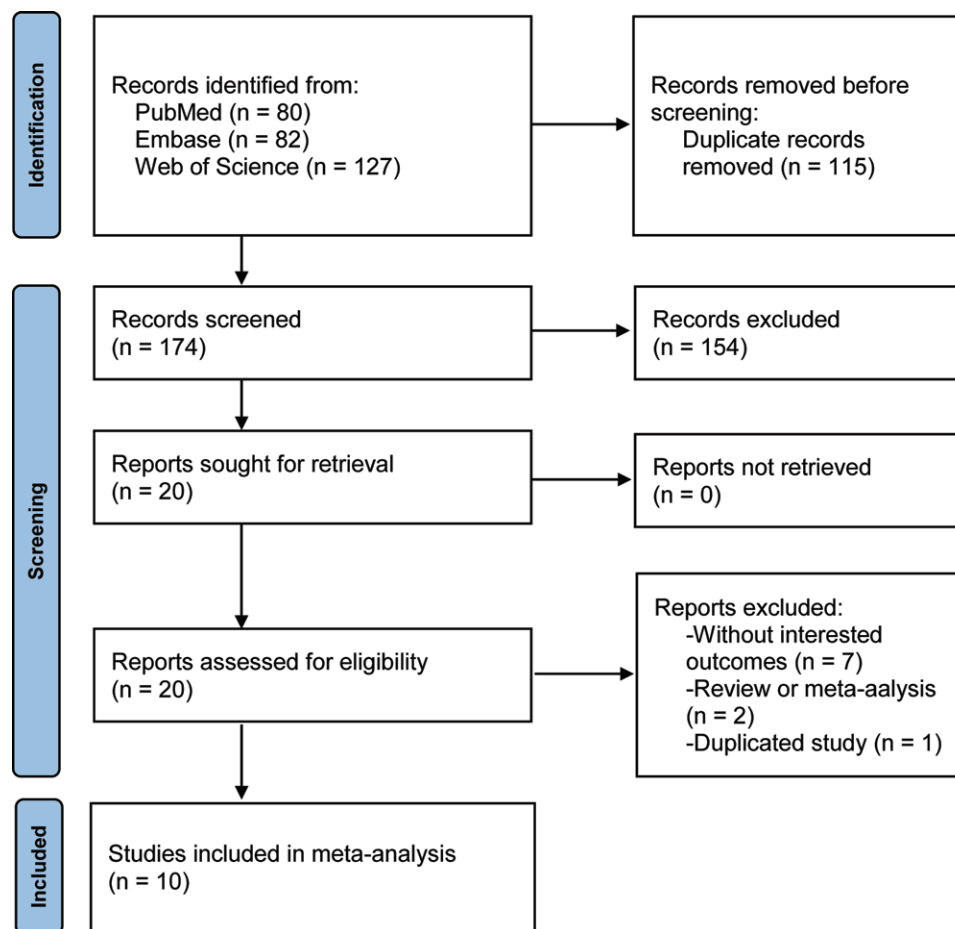 Identification
Records identified from:
PubMed (n = 80)
Embase (n = 82)
Web of Science (n = 127)
Records removed before
screening:
Duplicate records
removed (n = 115)
Screening
Records screened
(n = 174)
Records excluded
(n = 154)
Reports sought for retrieval
(n = 20)
Reports not retrieved
(n = 0)
Reports assessed for eligibility
(n = 20)
Reports excluded:
-Without interested
outcomes (n = 7)
-Review or meta-aalysis
(n = 2)
-Duplicated study (n = 1)
Included
Studies included in meta-analysis
(n = 10)